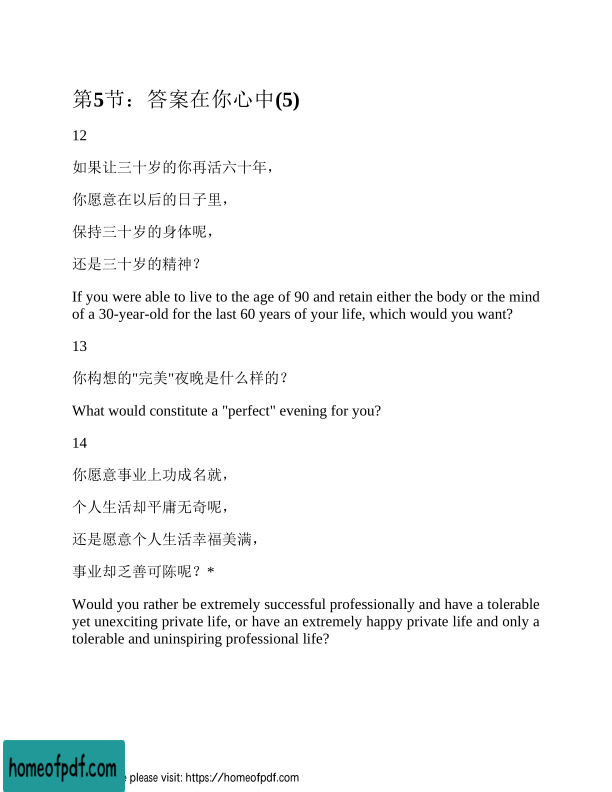 第5节：答案在你心中(5)
12
如果让三十岁的你再活六十年，
你愿意在以后的日子里，
保持三十岁的身体呢，
还是三十岁的精神？
If you were able to live to the age of 90 and retain either the body or the mind
of a 30-year-old for the last 60 years of your life, which would you want?
13
你构想的"完美"夜晚是什么样的？
What would constitute a "perfect" evening for you?
14
你愿意事业上功成名就，
个人生活却平庸无奇呢，
还是愿意个人生活幸福美满，
事业却乏善可陈呢？*
Would you rather be extremely successful professionally and have a tolerable
yet unexciting private life, or have an extremely happy private life and only a
tolerable and uninspiring professional life?
homeofpdf.com
please visit: https://homeofpdf.com